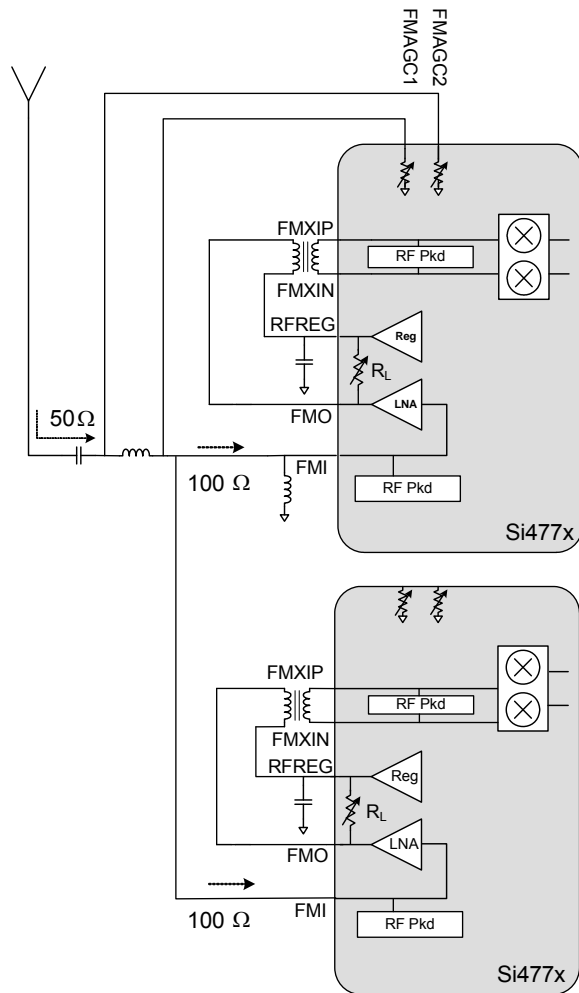 FMAGC1
FMAGC2
FMXIP
RF Pkd
FMXIN
RFREG
Reg
RL
50Ω
FMO
LNA
100 Ω
FMI
RF Pkd
Si477x
FMXIP
RF Pkd
FMXIN
RFREG
Reg
RL
FMO
LNA
100 Ω
FMI
RF Pkd
Si477x